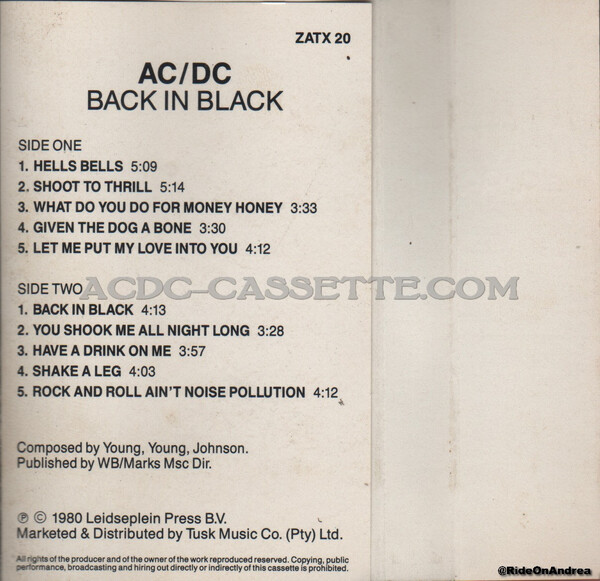 ZATX 20
AC/DC
BACK IN BLACK
SIDE ONE
1. HELLS BELLS 5:09
2. SHOOT TO THRILL 5:14
3. WHAT DO YOU DO FOR MONEY HONEY 3:33
4. GIVEN THE DOG A BONE 3:30
5. LET ME PUT MY LOVE INTO YOU 4:12
SIDE TWO
ACDC-CASSETTE.COM
1. BACK IN BLACK 4:13
2. YOU SHOOK ME ALL NIGHT LONG 3:28
3. HAVE A DRINK ON ME 3:57
4. SHAKE A LEG 4:03
5. ROCK AND ROLL AIN'T NOISE POLLUTION 4:12
Composed by Young, Young, Johnson.
Published by WB/Marks Msc Dir.
℗ © 1980 Leidseplein Press B.V.
Marketed & Distributed by Tusk Music Co. (Pty) Ltd.
All rights of the producer and of the owner of the work reproduced reserved. Copying, public
performance, broadcasting and hiring out directly or indirectly of this cassette is prohibited.
@RideOnAndrea